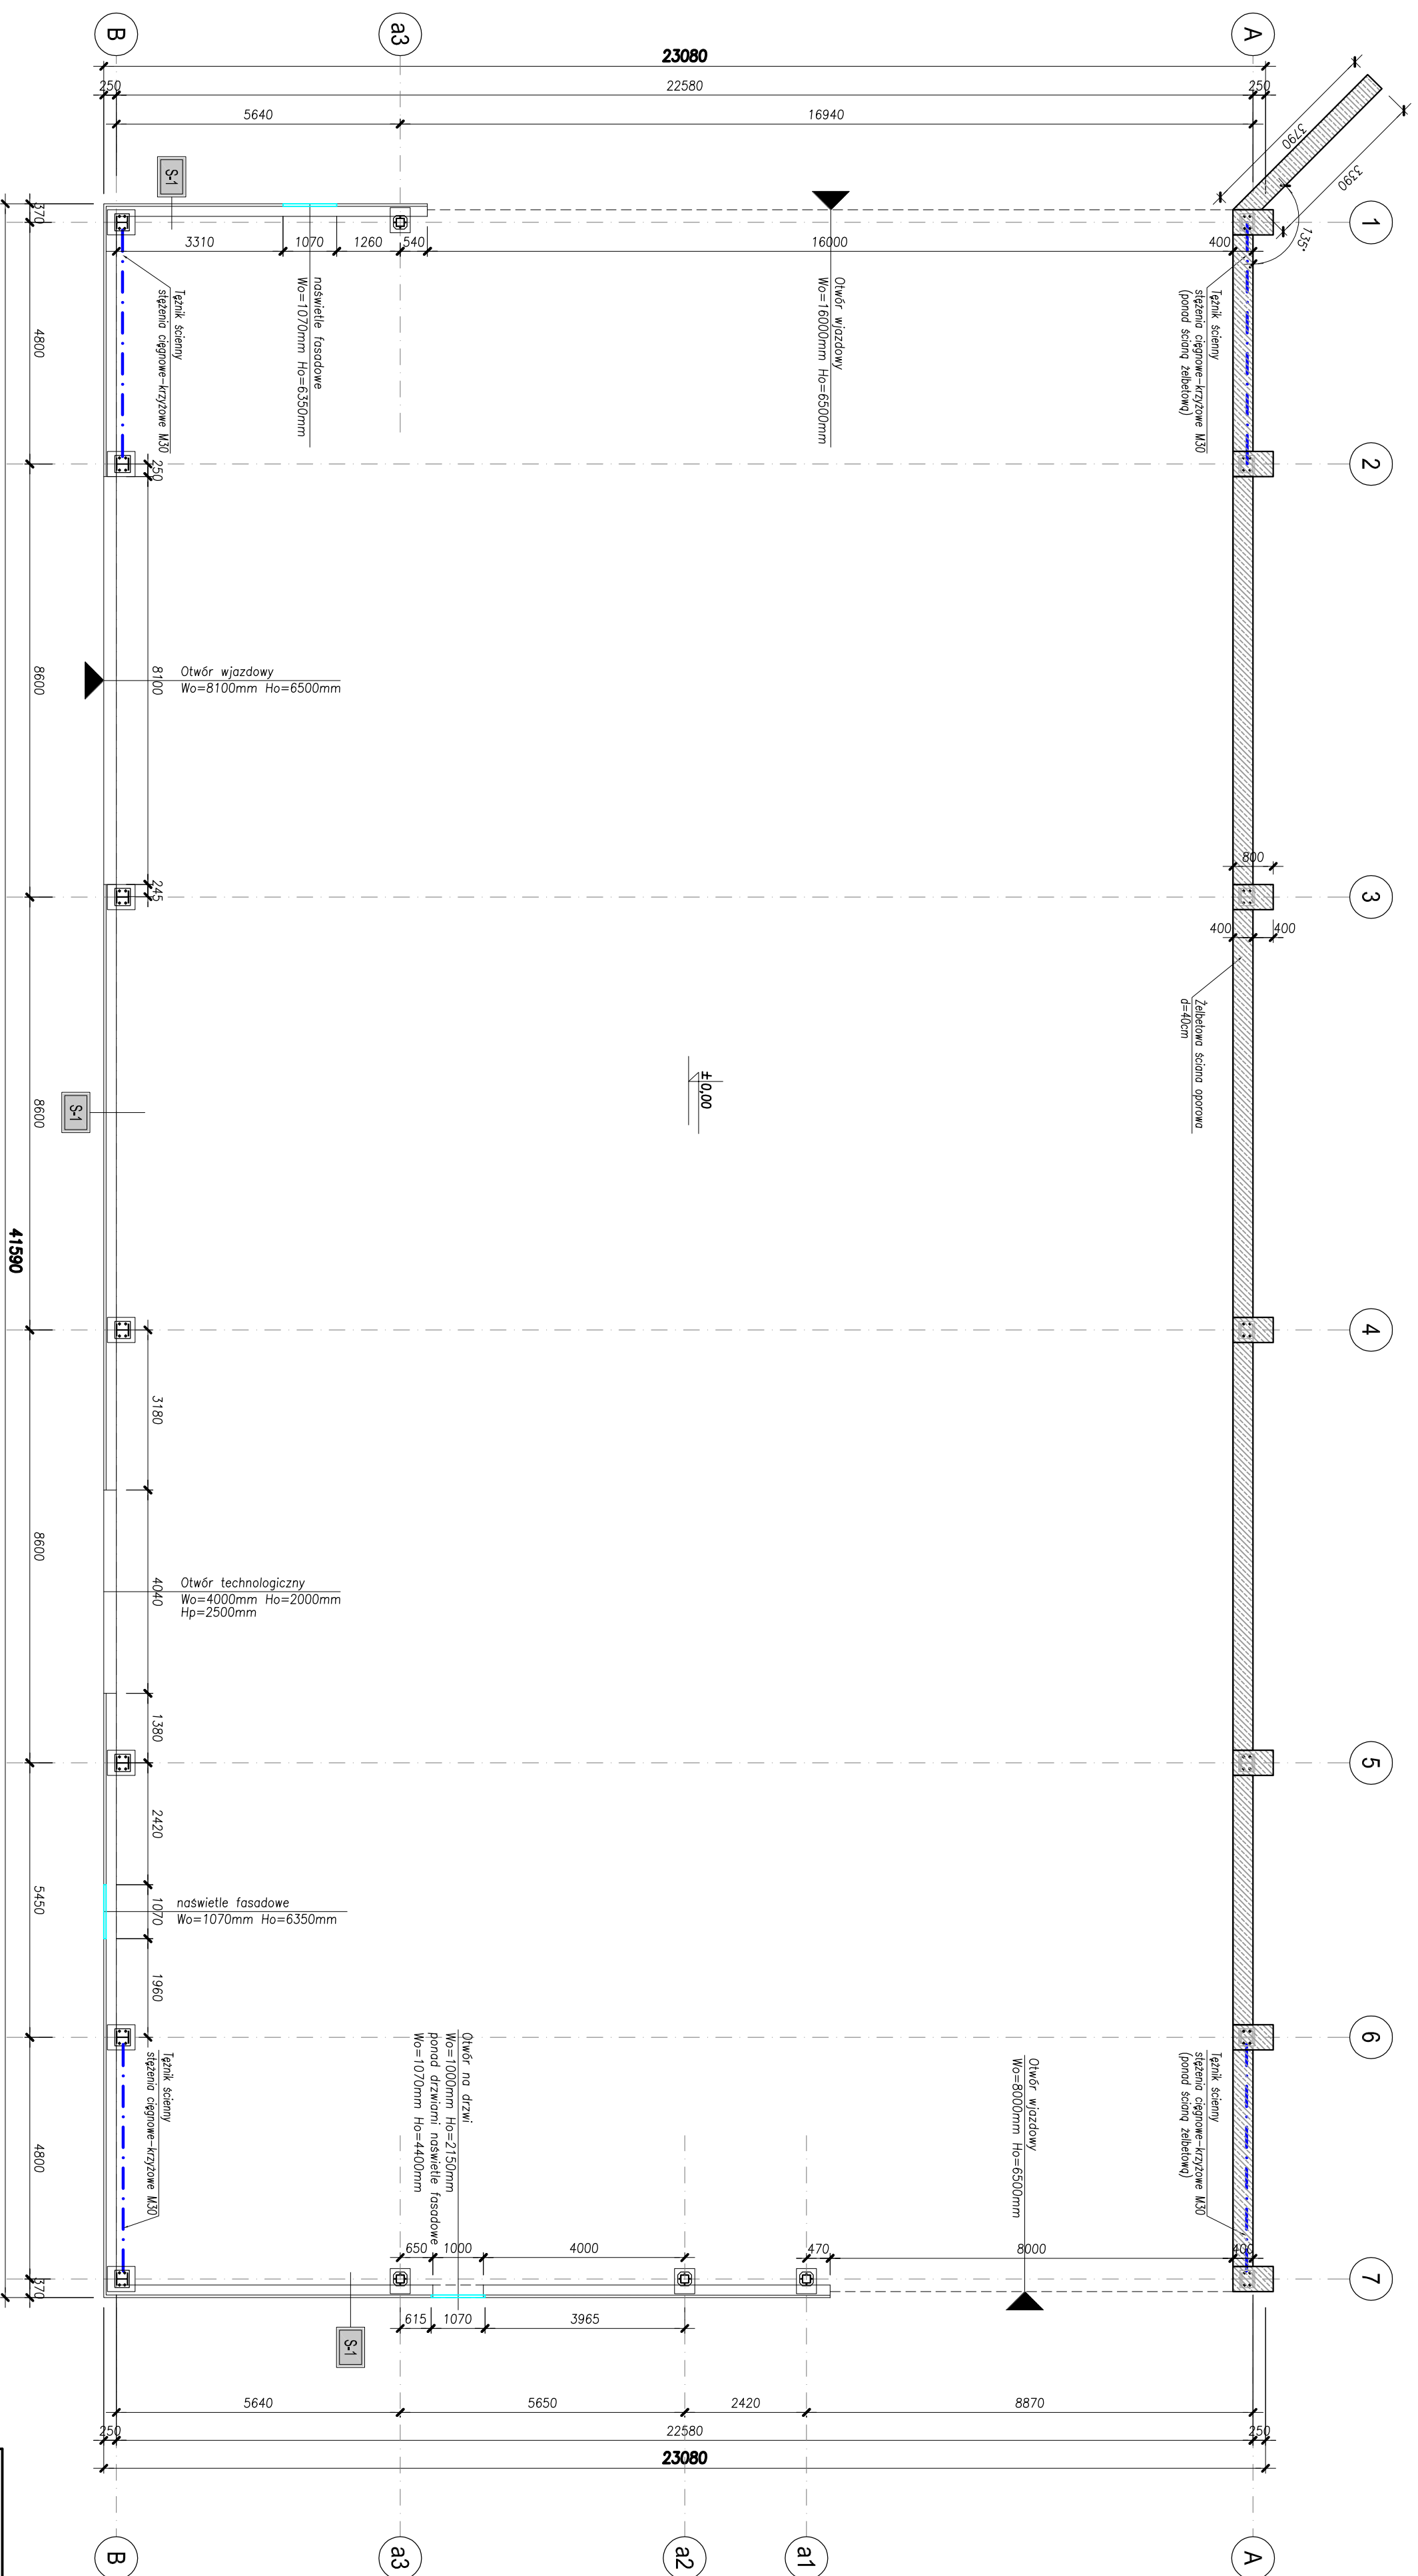 B
a3
A
23080
250
22580
250
5640
16940
3790
3390
135°
S-1
1
370
3310
1070
1260
540
16000
400
Tężnik ścienny
stężenia cięgnowe-krzyżowe M30
naświetle fasadowe
Wo=1070mm Ho=6350mm
Otwór wjazdowy
Wo=16000mm Ho=6500mm
Tężnik ścienny
stężenia cięgnowe-krzyżowe M30
(ponad ścianą żelbetową)
4800
2
250
8600
8100
Otwór wjazdowy
Wo=8100mm Ho=6500mm
245
800
3
400
400
Żelbetowa ściana oporowa
d=40cm
±0,00
S-1
8600
41590
4
3180
8600
4040
Otwór technologiczny
Wo=4000mm Ho=2000mm
Hp=2500mm
1380
5
2420
5450
1070
naświetle fasadowe
Wo=1070mm Ho=6350mm
1960
6
Tężnik ścienny
stężenia cięgnowe-krzyżowe M30
Otwór na drzwi
Wo=1000mm Ho=2150mm
ponad drzwiami naświetle fasadowe
Wo=1070mm Ho=4400mm
Otwór wjazdowy
Wo=8000mm Ho=6500mm
Tężnik ścienny
stężenia cięgnowe-krzyżowe M30
(ponad ścianą żelbetową)
4800
650
1000
4000
470
8000
400
7
370
615
1070
3965
S-1
5640
5650
2420
8870
250
22580
250
23080
B
a3
a2
a1
A